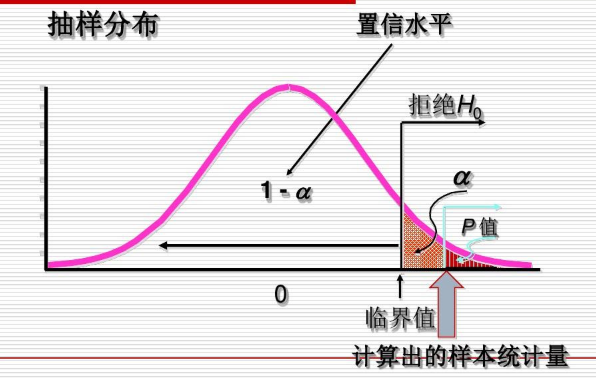 抽样分布
置信水平
拒绝H₀
1 - α
α
P 值
0
临界值
计算出的样本统计量